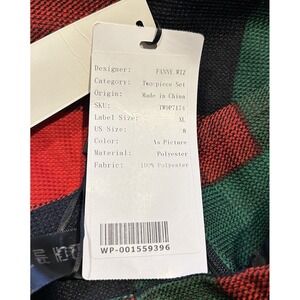 Designer: FANNY.WIZ
Category: Two-piece Set
Origin: Made in China
SKU: TW9P7174
Label Size: XL
US Size: 8
Color: As Picture
Material: Polyester
Fabric: 100% Polyester
WP-001559396